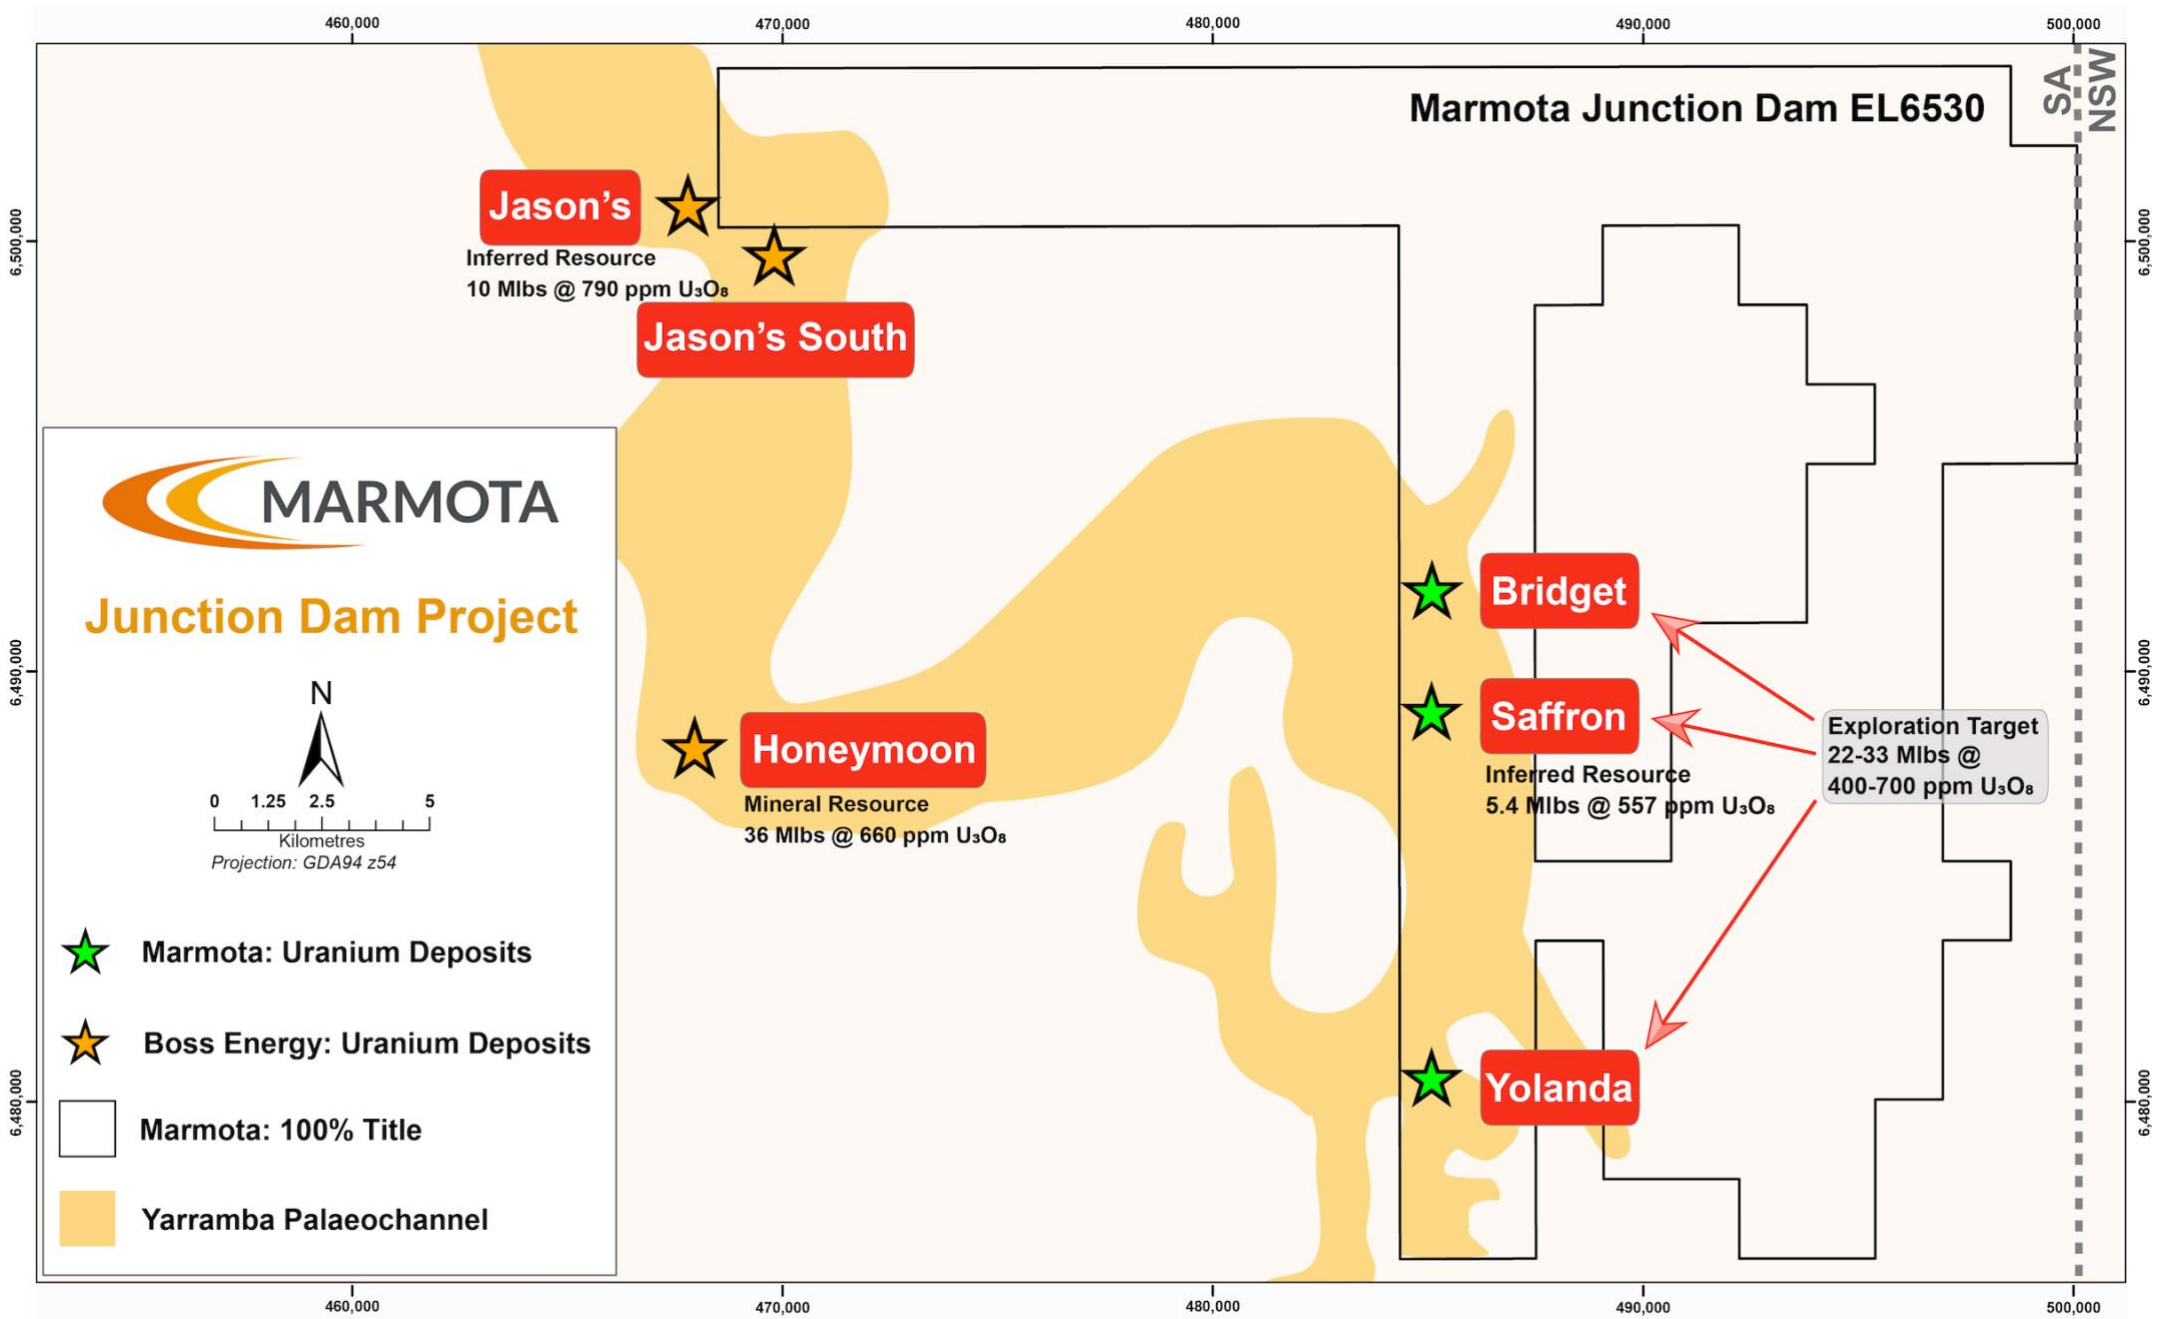 460,000
470,000
480,000
490,000
500,000
SA
NSW
Marmota Junction Dam EL6530
6,500,000
6,500,000
Jason's
Inferred Resource
10 Mlbs @ 790 ppm U₃O₈
Jason's South
MARMOTA
Junction Dam Project
N
0 1.25 2.5 5
Kilometres
Projection: GDA94 z54
Marmota: Uranium Deposits
Boss Energy: Uranium Deposits
Marmota: 100% Title
Yarramba Palaeochannel
6,490,000
6,490,000
Honeymoon
Mineral Resource
36 Mlbs @ 660 ppm U₃O₈
Bridget
Saffron
Inferred Resource
5.4 Mlbs @ 557 ppm U₃O₈
Exploration Target
22-33 Mlbs @
400-700 ppm U₃O₈
Yolanda
6,480,000
6,480,000
460,000
470,000
480,000
490,000
500,000